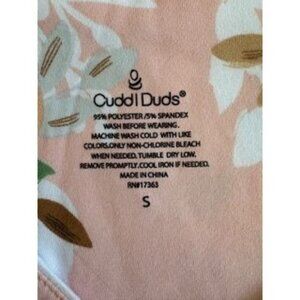 Cuddl Duds®
95% POLYESTER/5% SPANDEX
WASH BEFORE WEARING.
MACHINE WASH COLD WITH LIKE
COLORS.ONLY NON-CHLORINE BLEACH
WHEN NEEDED. TUMBLE DRY LOW.
REMOVE PROMPTLY. COOL IRON IF NEEDED.
MADE IN CHINA
RN#17363
S